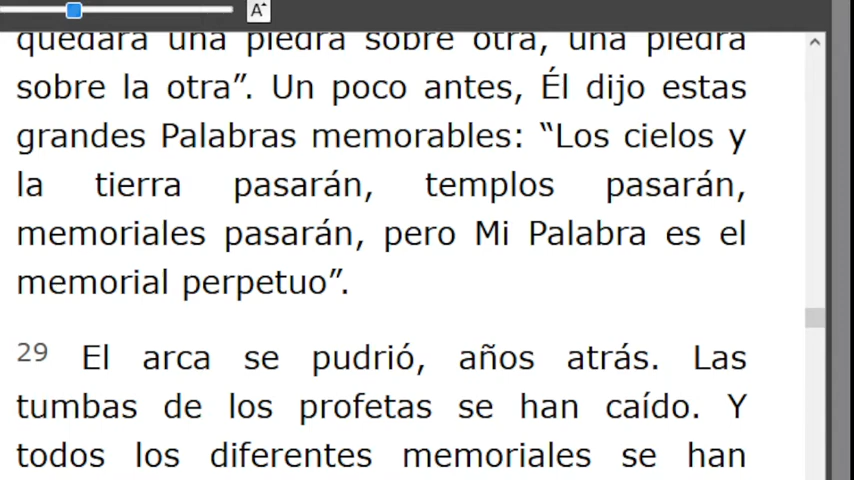 A
quedará una piedra sobre otra, una piedra
sobre la otra”. Un poco antes, Él dijo estas
grandes Palabras memorables: “Los cielos y
la tierra pasarán, templos pasarán,
memoriales pasarán, pero Mi Palabra es el
memorial perpetuo”.
29 El arca se pudrió, años atrás. Las
tumbas de los profetas se han caído. Y
todos los diferentes memoriales se han